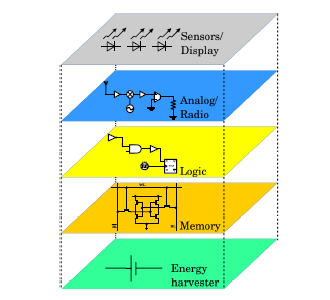 Sensors/
Display
Analog/
Radio
Logic
Memory
Energy
harvester